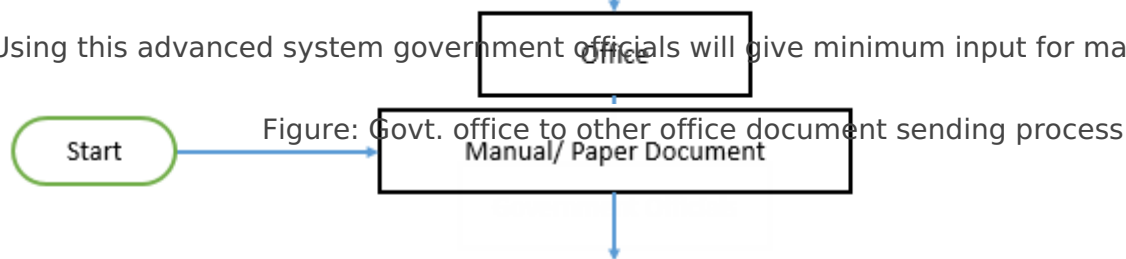 Using this advanced system government officials will give minimum input for ma
Office
Figure: Govt. office to other office document sending process
Start
Manual/ Paper Document